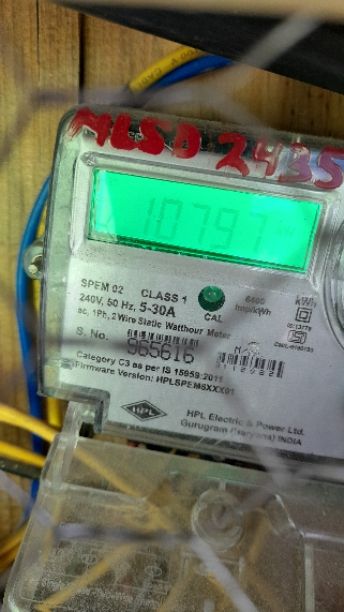 MLSD 2435
10797
SPEM 02 CLASS 1
240V, 50 Hz, 5-30A
ac, 1Ph, 2 Wire Static Watthour Meter
CAL
6400 imp/kWh
kWh
S. No.
965616
Category C3 as per IS 15959:2011
Firmware Version: HPLSPEM6XXX01
HPL
HPL Electric & Power Ltd.
Gurugram (Haryana) INDIA